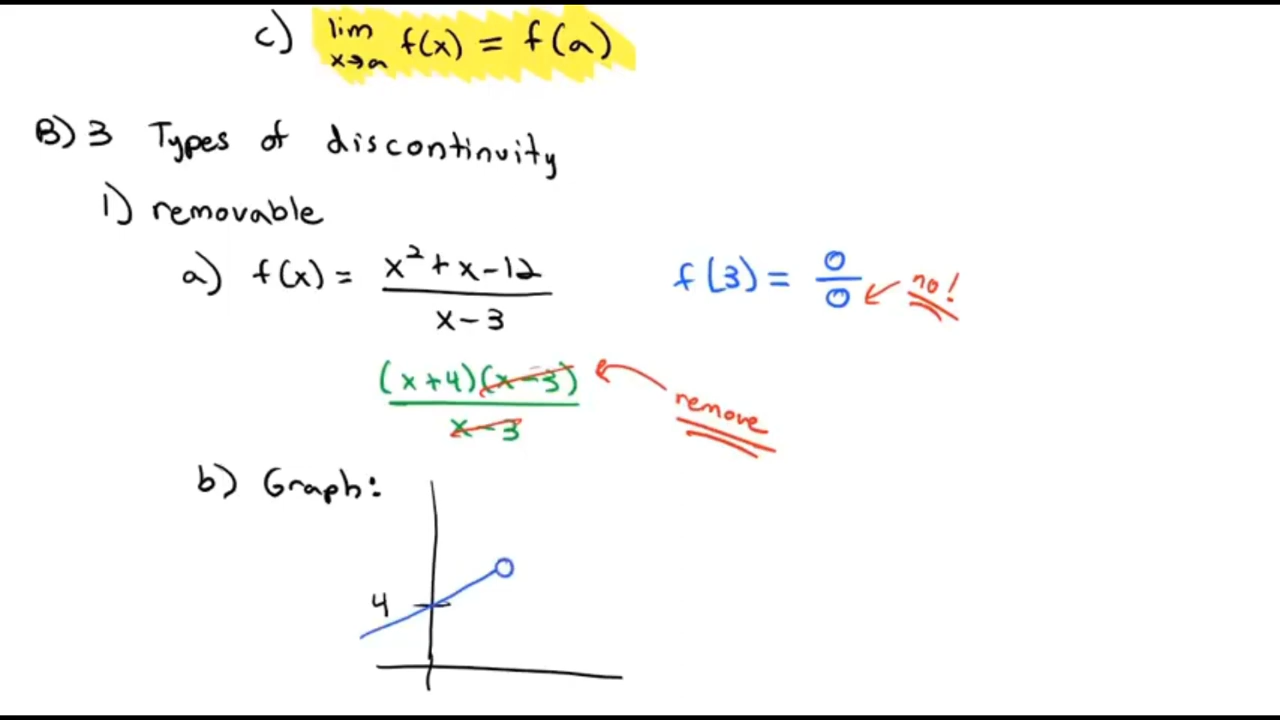 c) lim x→a f(x) = f(a)
B) 3 Types of discontinuity
1) removable
a) f(x) = x² + x - 12 / x - 3
f(3) = 0 / 0 no!
(x+4)(x-3) / x-3
remove
b) Graph:
4